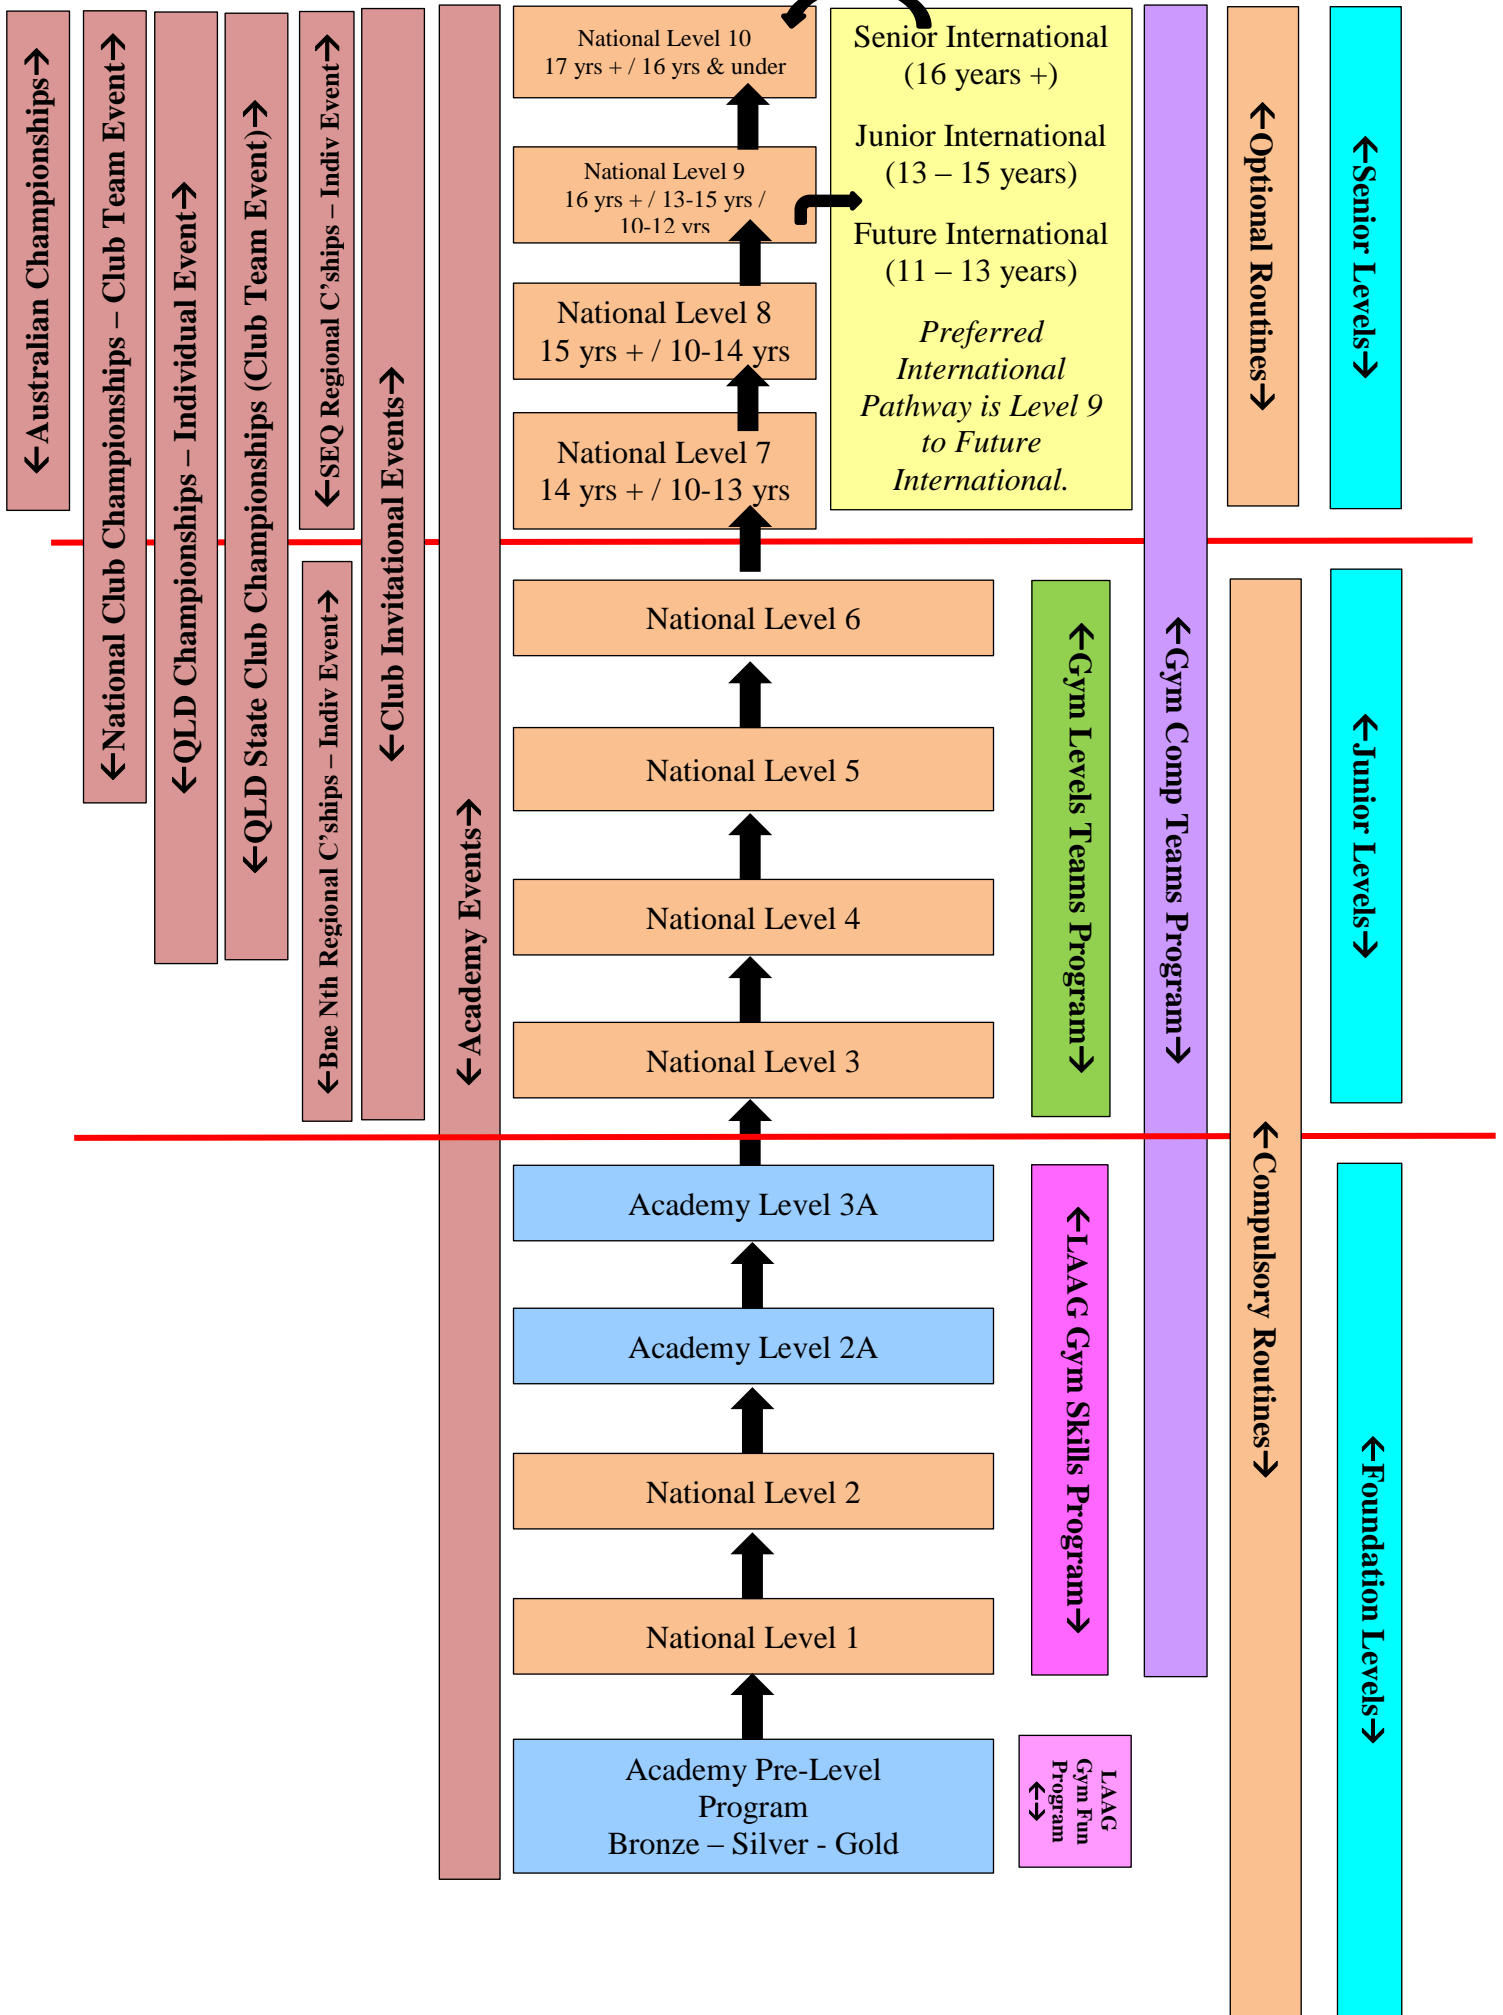 ←Australian Championships→
←National Club Championships – Club Team Event→
←QLD Championships – Individual Event→
←QLD State Club Championships (Club Team Event)→
←SEQ Regional C'ships – Indiv Event→
←Bne Nth Regional C'ships – Indiv Event→
←Club Invitational Events→
←Academy Events→
National Level 10
17 yrs + / 16 yrs & under
National Level 9
16 yrs + / 13-15 yrs /
10-12 yrs
National Level 8
15 yrs + / 10-14 yrs
National Level 7
14 yrs + / 10-13 yrs
Senior International
(16 years +)
Junior International
(13 – 15 years)
Future International
(11 – 13 years)
Preferred
International
Pathway is Level 9
to Future
International.
National Level 6
National Level 5
National Level 4
National Level 3
Academy Level 3A
Academy Level 2A
National Level 2
National Level 1
Academy Pre-Level
Program
Bronze – Silver - Gold
←Gym Levels Teams Program→
←LAAG Gym Skills Program→
LAAG
Gym Fun
Program
←→
←Gym Comp Teams Program→
←Optional Routines→
←Compulsory Routines→
←Senior Levels→
←Junior Levels→
←Foundation Levels→